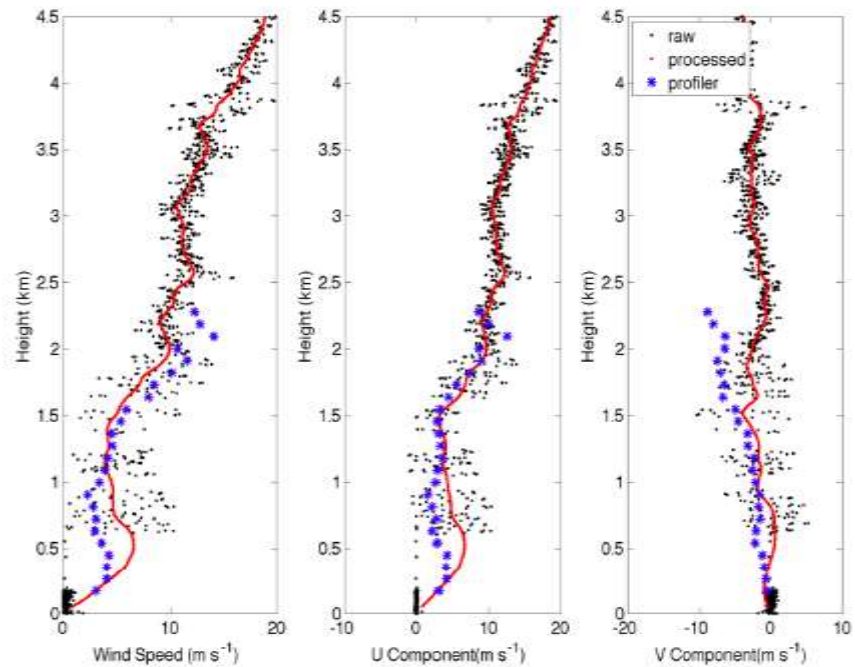 4.5
4
3.5
3
2.5
2
1.5
1
0.5
0
Height (km)
0 10 20
Wind Speed (m s⁻¹)
4.5
4
3.5
3
2.5
2
1.5
1
0.5
0
Height (km)
-10 0 10 20
U Component(m s⁻¹)
raw
processed
profiler
4.5
4
3.5
3
2.5
2
1.5
1
0.5
0
Height (km)
-20 -10 0 10
V Component(m s⁻¹)